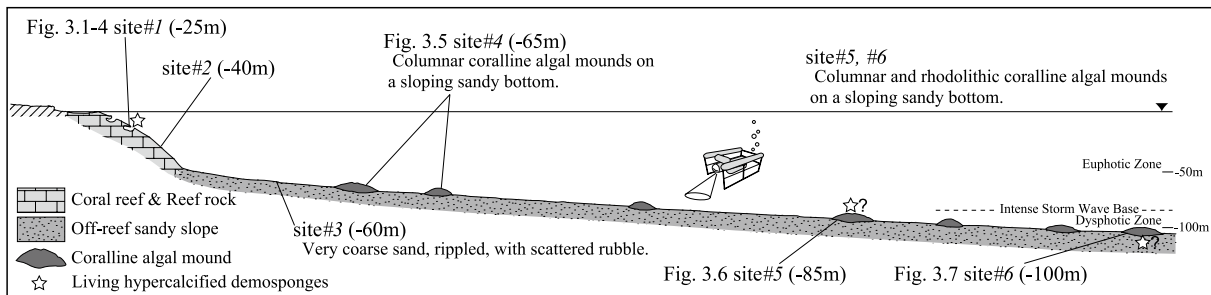 Fig. 3.1-4 site#1 (-25m)
site#2 (-40m)
Fig. 3.5 site#4 (-65m)
Columnar coralline algal mounds on
a sloping sandy bottom.
site#5, #6
Columnar and rhodolithic coralline algal mounds
on a sloping sandy bottom.
Euphotic Zone
-50m
Coral reef & Reef rock
Off-reef sandy slope
Coralline algal mound
Living hypercalcified demosponges
site#3 (-60m)
Very coarse sand, rippled, with scattered rubble.
?
Intense Storm Wave Base
Dysphotic Zone
-100m
?
Fig. 3.6 site#5 (-85m)
Fig. 3.7 site#6 (-100m)